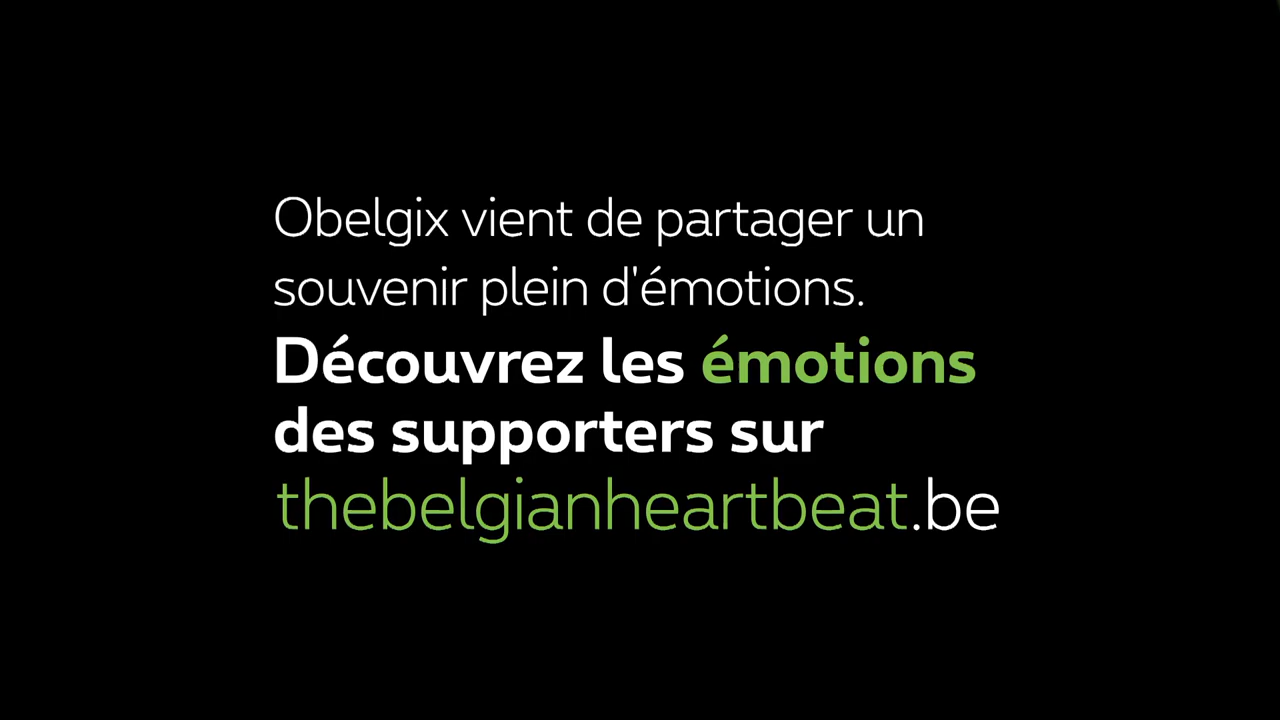 Obelgix vient de partager un
souvenir plein d'émotions.
Découvrez les émotions
des supporters sur
thebelgianheartbeat.be